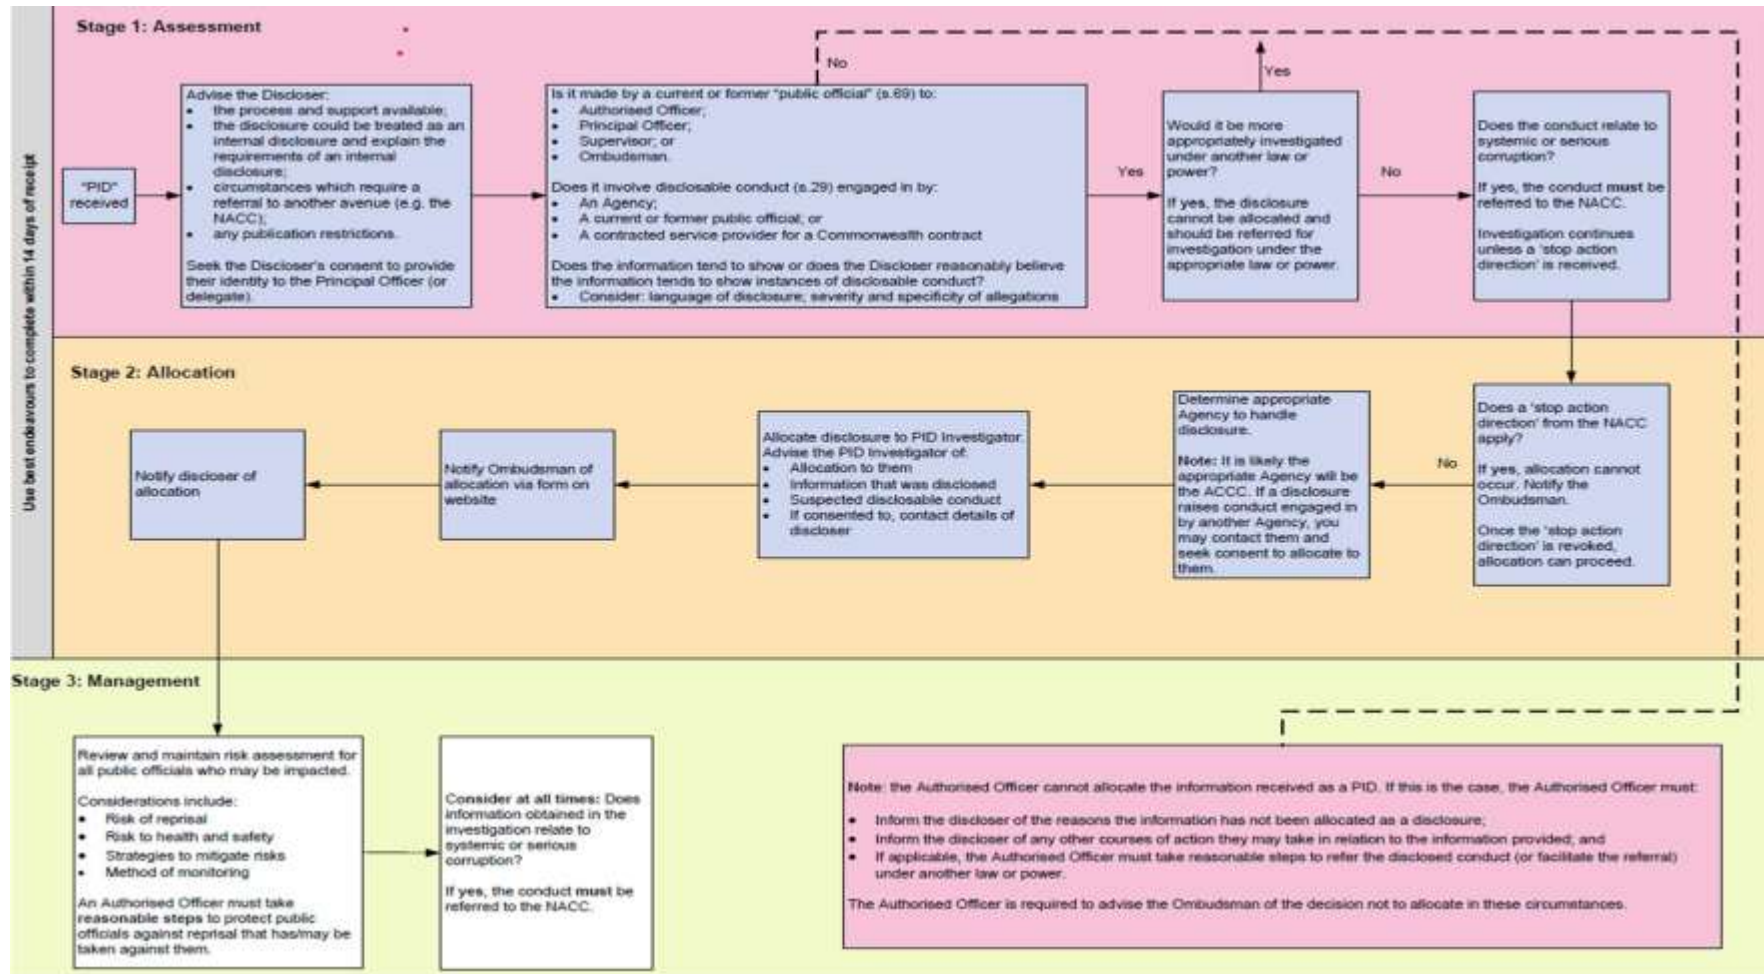 Use best endeavours to complete within 14 days of receipt
Stage 1: Assessment
"PID"
received
Advise the Discloser:
• the process and support available;
• the disclosure could be treated as an
internal disclosure and explain the
requirements of an internal
disclosure;
• circumstances which require a
referral to another avenue (e.g. the
NACC);
• any publication restrictions.
Seek the Discloser's consent to provide
their identity to the Principal Officer (or
delegate).
No
Is it made by a current or former "public official" (s.69) to:
• Authorised Officer;
• Principal Officer;
• Supervisor; or
• Ombudsman.
Does it involve disclosable conduct (s.29) engaged in by:
• An Agency;
• A current or former public official; or
• A contracted service provider for a Commonwealth contract
Does the information tend to show or does the Discloser reasonably believe
the information tends to show instances of disclosable conduct?
• Consider: language of disclosure; severity and specificity of allegations
Yes
Yes
Would it be more
appropriately investigated
under another law or
power?
If yes, the disclosure
cannot be allocated and
should be referred for
investigation under the
appropriate law or power.
No
Does the conduct relate to
systemic or serious
corruption?
If yes, the conduct must be
referred to the NACC.
Investigation continues
unless a 'stop action
direction' is received.
Stage 2: Allocation
Does a 'stop action
direction' from the NACC
apply?
If yes, allocation cannot
occur. Notify the
Ombudsman.
Once the 'stop action
direction' is revoked,
allocation can proceed.
No
Determine appropriate
Agency to handle
disclosure.
Note: It is likely the
appropriate Agency will be
the ACCC. If a disclosure
raises conduct engaged in
by another Agency, you
may contact them and
seek consent to allocate to
them.
Allocate disclosure to PID Investigator.
Advise the PID Investigator of:
• Allocation to them
• Information that was disclosed
• Suspected disclosable conduct
• If consented to, contact details of
discloser
Notify Ombudsman of
allocation via form on
website
Notify discloser of
allocation
Stage 3: Management
Review and maintain risk assessment for
all public officials who may be impacted.
Considerations include:
• Risk of reprisal
• Risk to health and safety
• Strategies to mitigate risks
• Method of monitoring
An Authorised Officer must take
reasonable steps to protect public
officials against reprisal that has/may be
taken against them.
Consider at all times: Does
information obtained in the
investigation relate to
systemic or serious
corruption?
If yes, the conduct must be
referred to the NACC.
Note: the Authorised Officer cannot allocate the information received as a PID. If this is the case, the Authorised Officer must:
• Inform the discloser of the reasons the information has not been allocated as a disclosure;
• Inform the discloser of any other courses of action they may take in relation to the information provided; and
• If applicable, the Authorised Officer must take reasonable steps to refer the disclosed conduct (or facilitate the referral)
under another law or power.
The Authorised Officer is required to advise the Ombudsman of the decision not to allocate in these circumstances.